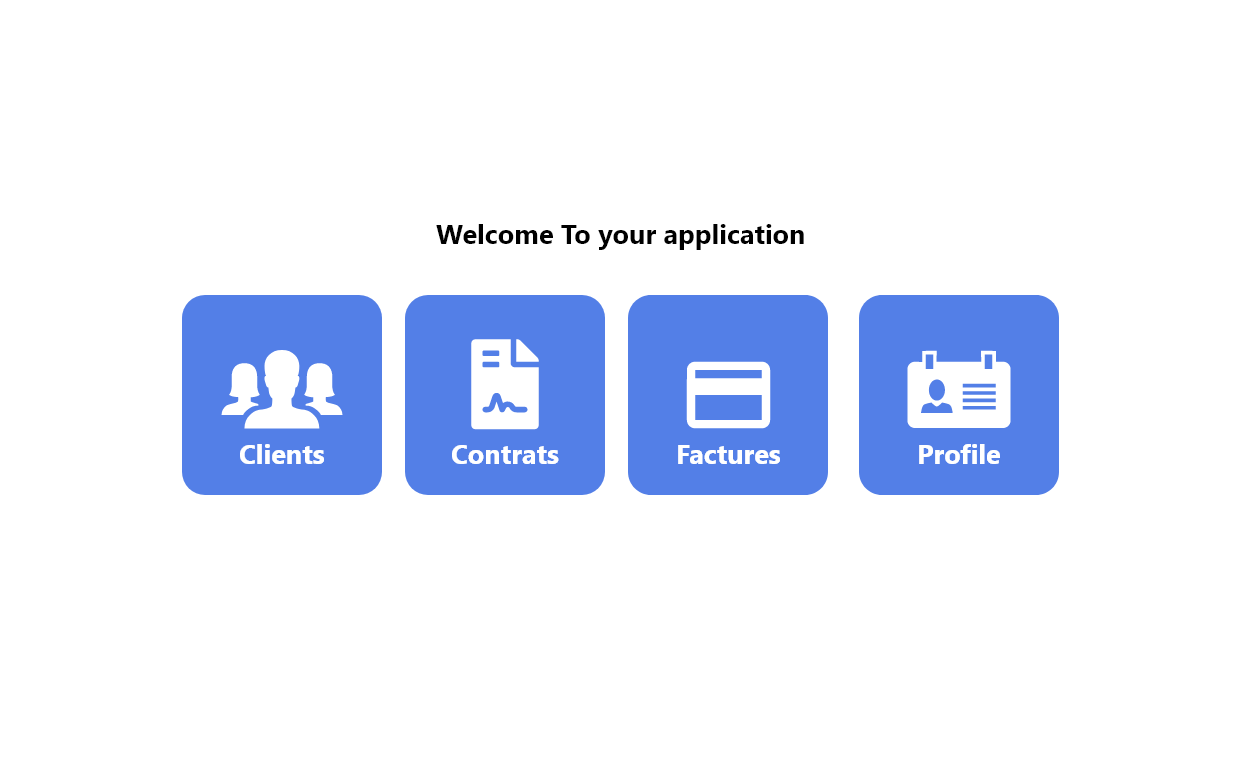 Welcome To your application
Clients
Contrats
Factures
Profile